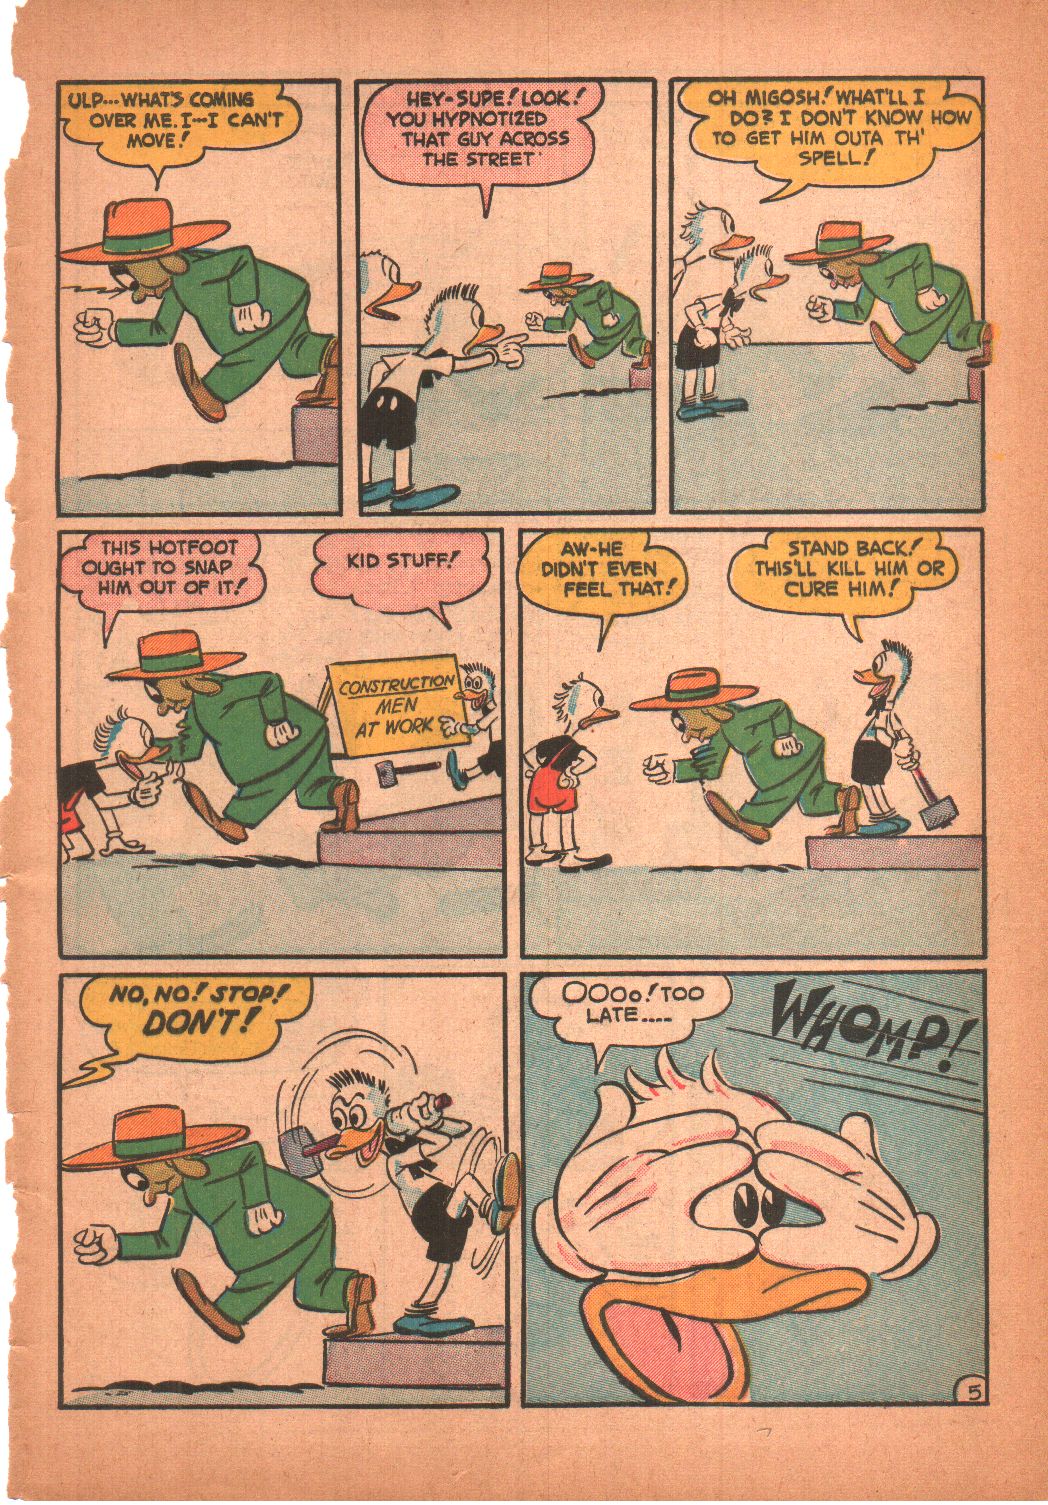 ULP---WHAT'S COMING
OVER ME. I---I CAN'T
MOVE!
HEY-SUPE! LOOK!
YOU HYPNOTIZED
THAT GUY ACROSS
THE STREET
OH MIGOSH! WHAT'LL I
DO? I DON'T KNOW HOW
TO GET HIM OUTA TH'
SPELL!
THIS HOTFOOT
OUGHT TO SNAP
HIM OUT OF IT!
KID STUFF!
CONSTRUCTION
MEN
AT WORK
AW-HE
DIDN'T EVEN
FEEL THAT!
STAND BACK!
THIS'LL KILL HIM OR
CURE HIM!
NO, NO! STOP!
DON'T!
OOOo! TOO
LATE....
WHOMP!
5